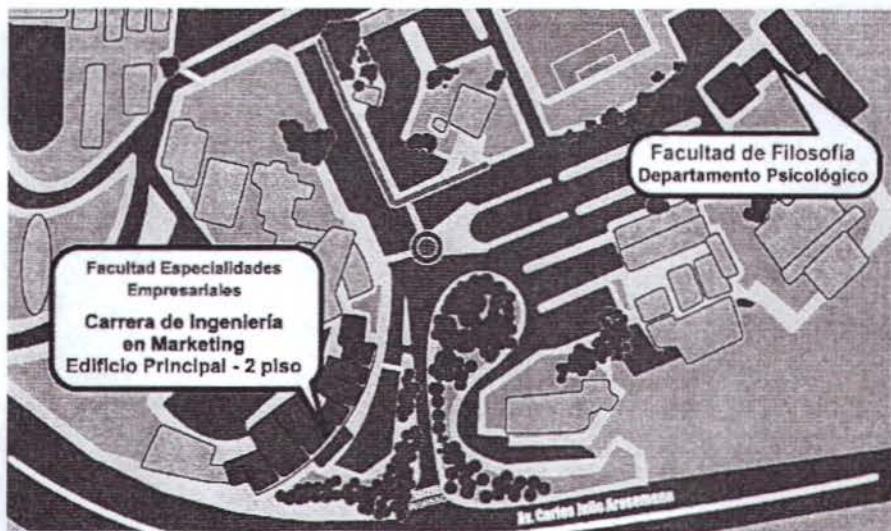 Facultad de Filosofía
Departamento Psicológico
Facultad Especialidades
Empresariales
Carrera de Ingeniería
en Marketing
Edificio Principal - 2 piso
Av. Carlos Julio Arosemena